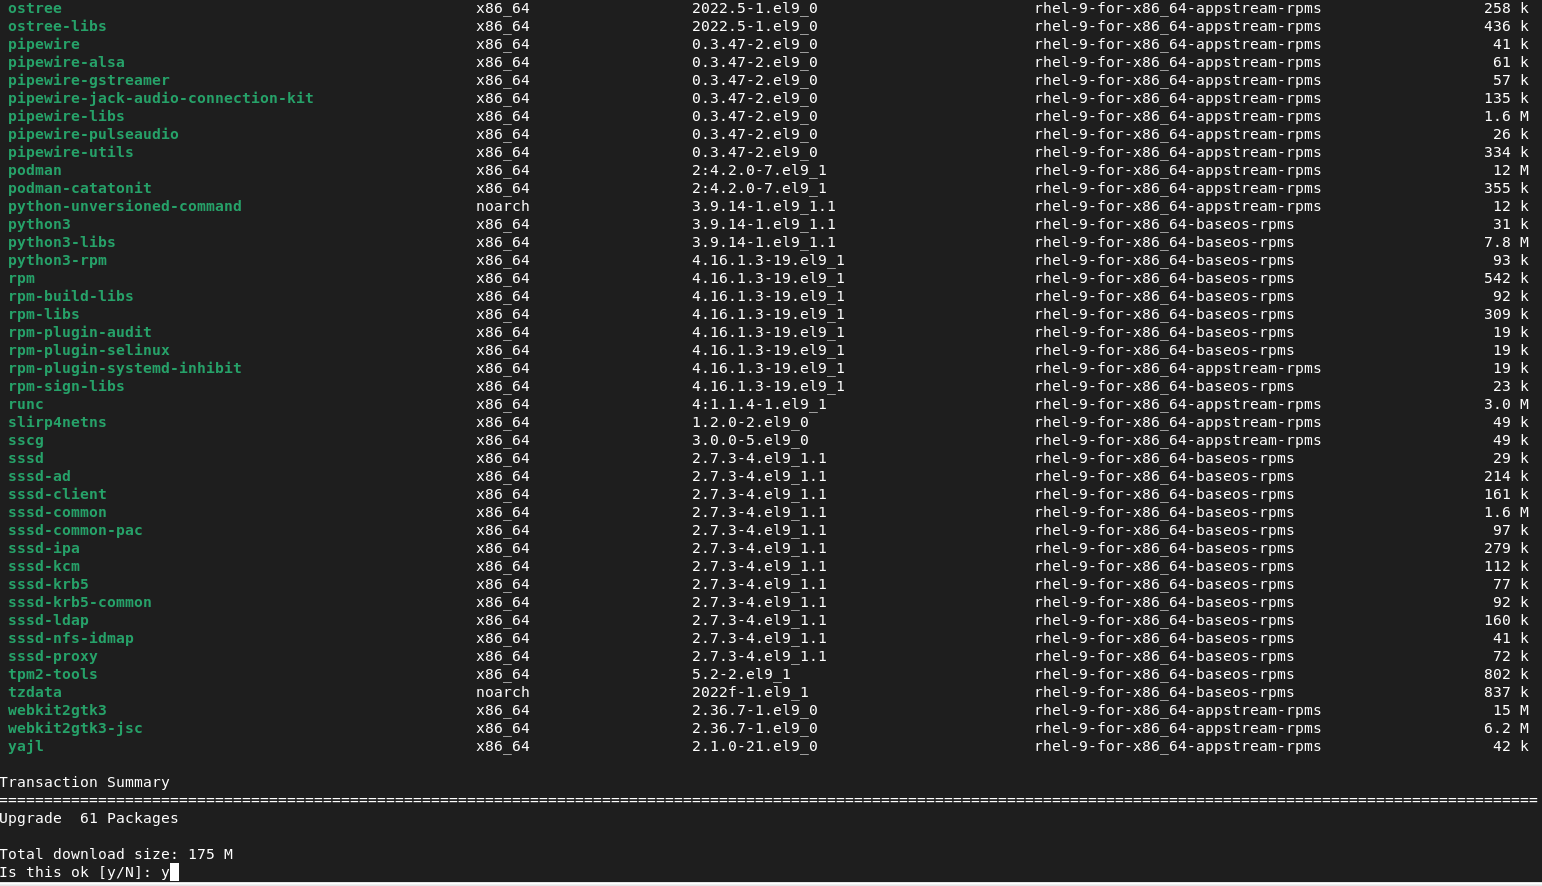 ostree x86_64 2022.5-1.el9_0 rhel-9-for-x86_64-appstream-rpms 258 k
ostree-libs x86_64 2022.5-1.el9_0 rhel-9-for-x86_64-appstream-rpms 436 k
pipewire x86_64 0.3.47-2.el9_0 rhel-9-for-x86_64-appstream-rpms 41 k
pipewire-alsa x86_64 0.3.47-2.el9_0 rhel-9-for-x86_64-appstream-rpms 61 k
pipewire-gstreamer x86_64 0.3.47-2.el9_0 rhel-9-for-x86_64-appstream-rpms 57 k
pipewire-jack-audio-connection-kit x86_64 0.3.47-2.el9_0 rhel-9-for-x86_64-appstream-rpms 135 k
pipewire-libs x86_64 0.3.47-2.el9_0 rhel-9-for-x86_64-appstream-rpms 1.6 M
pipewire-pulseaudio x86_64 0.3.47-2.el9_0 rhel-9-for-x86_64-appstream-rpms 26 k
pipewire-utils x86_64 0.3.47-2.el9_0 rhel-9-for-x86_64-appstream-rpms 334 k
podman x86_64 2:4.2.0-7.el9_1 rhel-9-for-x86_64-appstream-rpms 12 M
podman-catatonit x86_64 2:4.2.0-7.el9_1 rhel-9-for-x86_64-appstream-rpms 355 k
python-unversioned-command noarch 3.9.14-1.el9_1.1 rhel-9-for-x86_64-appstream-rpms 12 k
python3 x86_64 3.9.14-1.el9_1.1 rhel-9-for-x86_64-baseos-rpms 31 k
python3-libs x86_64 3.9.14-1.el9_1.1 rhel-9-for-x86_64-baseos-rpms 7.8 M
python3-rpm x86_64 4.16.1.3-19.el9_1 rhel-9-for-x86_64-baseos-rpms 93 k
rpm x86_64 4.16.1.3-19.el9_1 rhel-9-for-x86_64-baseos-rpms 542 k
rpm-build-libs x86_64 4.16.1.3-19.el9_1 rhel-9-for-x86_64-baseos-rpms 92 k
rpm-libs x86_64 4.16.1.3-19.el9_1 rhel-9-for-x86_64-baseos-rpms 309 k
rpm-plugin-audit x86_64 4.16.1.3-19.el9_1 rhel-9-for-x86_64-baseos-rpms 19 k
rpm-plugin-selinux x86_64 4.16.1.3-19.el9_1 rhel-9-for-x86_64-baseos-rpms 19 k
rpm-plugin-systemd-inhibit x86_64 4.16.1.3-19.el9_1 rhel-9-for-x86_64-appstream-rpms 19 k
rpm-sign-libs x86_64 4.16.1.3-19.el9_1 rhel-9-for-x86_64-baseos-rpms 23 k
runc x86_64 4:1.1.4-1.el9_1 rhel-9-for-x86_64-appstream-rpms 3.0 M
slirp4netns x86_64 1.2.0-2.el9_0 rhel-9-for-x86_64-appstream-rpms 49 k
sscg x86_64 3.0.0-5.el9_0 rhel-9-for-x86_64-appstream-rpms 49 k
sssd x86_64 2.7.3-4.el9_1.1 rhel-9-for-x86_64-baseos-rpms 29 k
sssd-ad x86_64 2.7.3-4.el9_1.1 rhel-9-for-x86_64-baseos-rpms 214 k
sssd-client x86_64 2.7.3-4.el9_1.1 rhel-9-for-x86_64-baseos-rpms 161 k
sssd-common x86_64 2.7.3-4.el9_1.1 rhel-9-for-x86_64-baseos-rpms 1.6 M
sssd-common-pac x86_64 2.7.3-4.el9_1.1 rhel-9-for-x86_64-baseos-rpms 97 k
sssd-ipa x86_64 2.7.3-4.el9_1.1 rhel-9-for-x86_64-baseos-rpms 279 k
sssd-kcm x86_64 2.7.3-4.el9_1.1 rhel-9-for-x86_64-baseos-rpms 112 k
sssd-krb5 x86_64 2.7.3-4.el9_1.1 rhel-9-for-x86_64-baseos-rpms 77 k
sssd-krb5-common x86_64 2.7.3-4.el9_1.1 rhel-9-for-x86_64-baseos-rpms 92 k
sssd-ldap x86_64 2.7.3-4.el9_1.1 rhel-9-for-x86_64-baseos-rpms 160 k
sssd-nfs-idmap x86_64 2.7.3-4.el9_1.1 rhel-9-for-x86_64-baseos-rpms 41 k
sssd-proxy x86_64 2.7.3-4.el9_1.1 rhel-9-for-x86_64-baseos-rpms 72 k
tpm2-tools x86_64 5.2-2.el9_1 rhel-9-for-x86_64-baseos-rpms 802 k
tzdata noarch 2022f-1.el9_1 rhel-9-for-x86_64-baseos-rpms 837 k
webkit2gtk3 x86_64 2.36.7-1.el9_0 rhel-9-for-x86_64-appstream-rpms 15 M
webkit2gtk3-jsc x86_64 2.36.7-1.el9_0 rhel-9-for-x86_64-appstream-rpms 6.2 M
yajl x86_64 2.1.0-21.el9_0 rhel-9-for-x86_64-appstream-rpms 42 k
Transaction Summary
================================================================================
Upgrade 61 Packages
Total download size: 175 M
Is this ok [y/N]: y